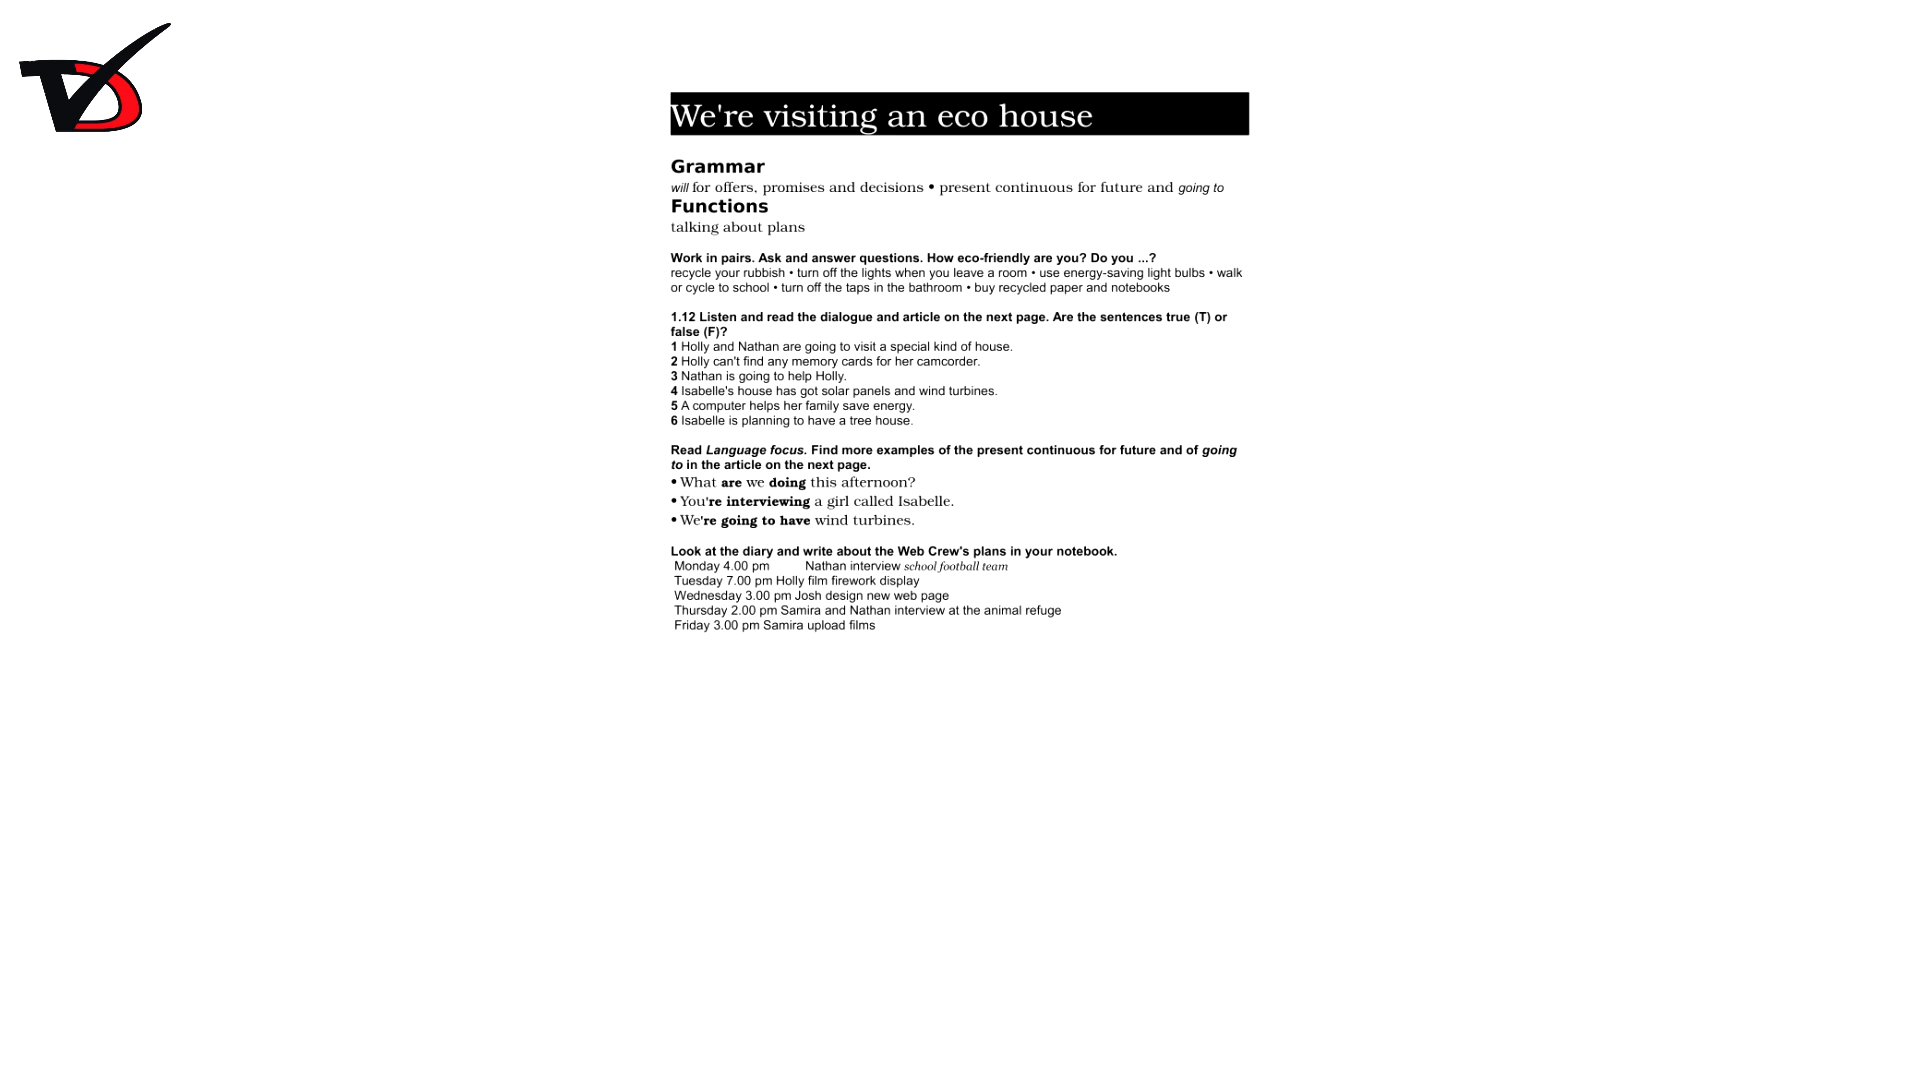 We're visiting an eco house
Grammar
will for offers, promises and decisions • present continuous for future and going to
Functions
talking about plans
Work in pairs. Ask and answer questions. How eco-friendly are you? Do you ...?
recycle your rubbish • turn off the lights when you leave a room • use energy-saving light bulbs • walk
or cycle to school • turn off the taps in the bathroom • buy recycled paper and notebooks
1.12 Listen and read the dialogue and article on the next page. Are the sentences true (T) or
false (F)?
1 Holly and Nathan are going to visit a special kind of house.
2 Holly can't find any memory cards for her camcorder.
3 Nathan is going to help Holly.
4 Isabelle's house has got solar panels and wind turbines.
5 A computer helps her family save energy.
6 Isabelle is planning to have a tree house.
Read Language focus. Find more examples of the present continuous for future and of going
to in the article on the next page.
• What are we doing this afternoon?
• You're interviewing a girl called Isabelle.
• We're going to have wind turbines.
Look at the diary and write about the Web Crew's plans in your notebook.
Monday 4.00 pm Nathan interview school football team
Tuesday 7.00 pm Holly film firework display
Wednesday 3.00 pm Josh design new web page
Thursday 2.00 pm Samira and Nathan interview at the animal refuge
Friday 3.00 pm Samira upload films